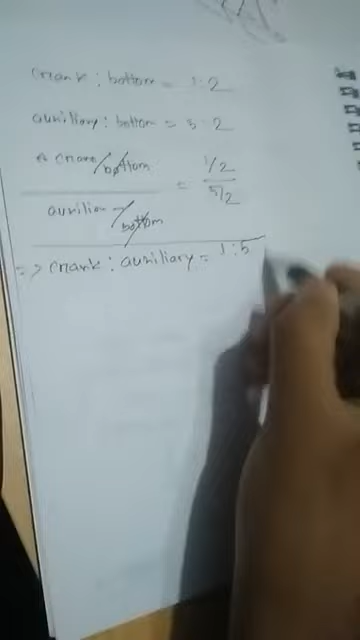 crank : bottom = 1 : 2
auxiliary : bottom = 5 : 2
crank/bottom
auxiliary/bottom = 1/2 / 5/2
=> crank : auxiliary = 1 : 5